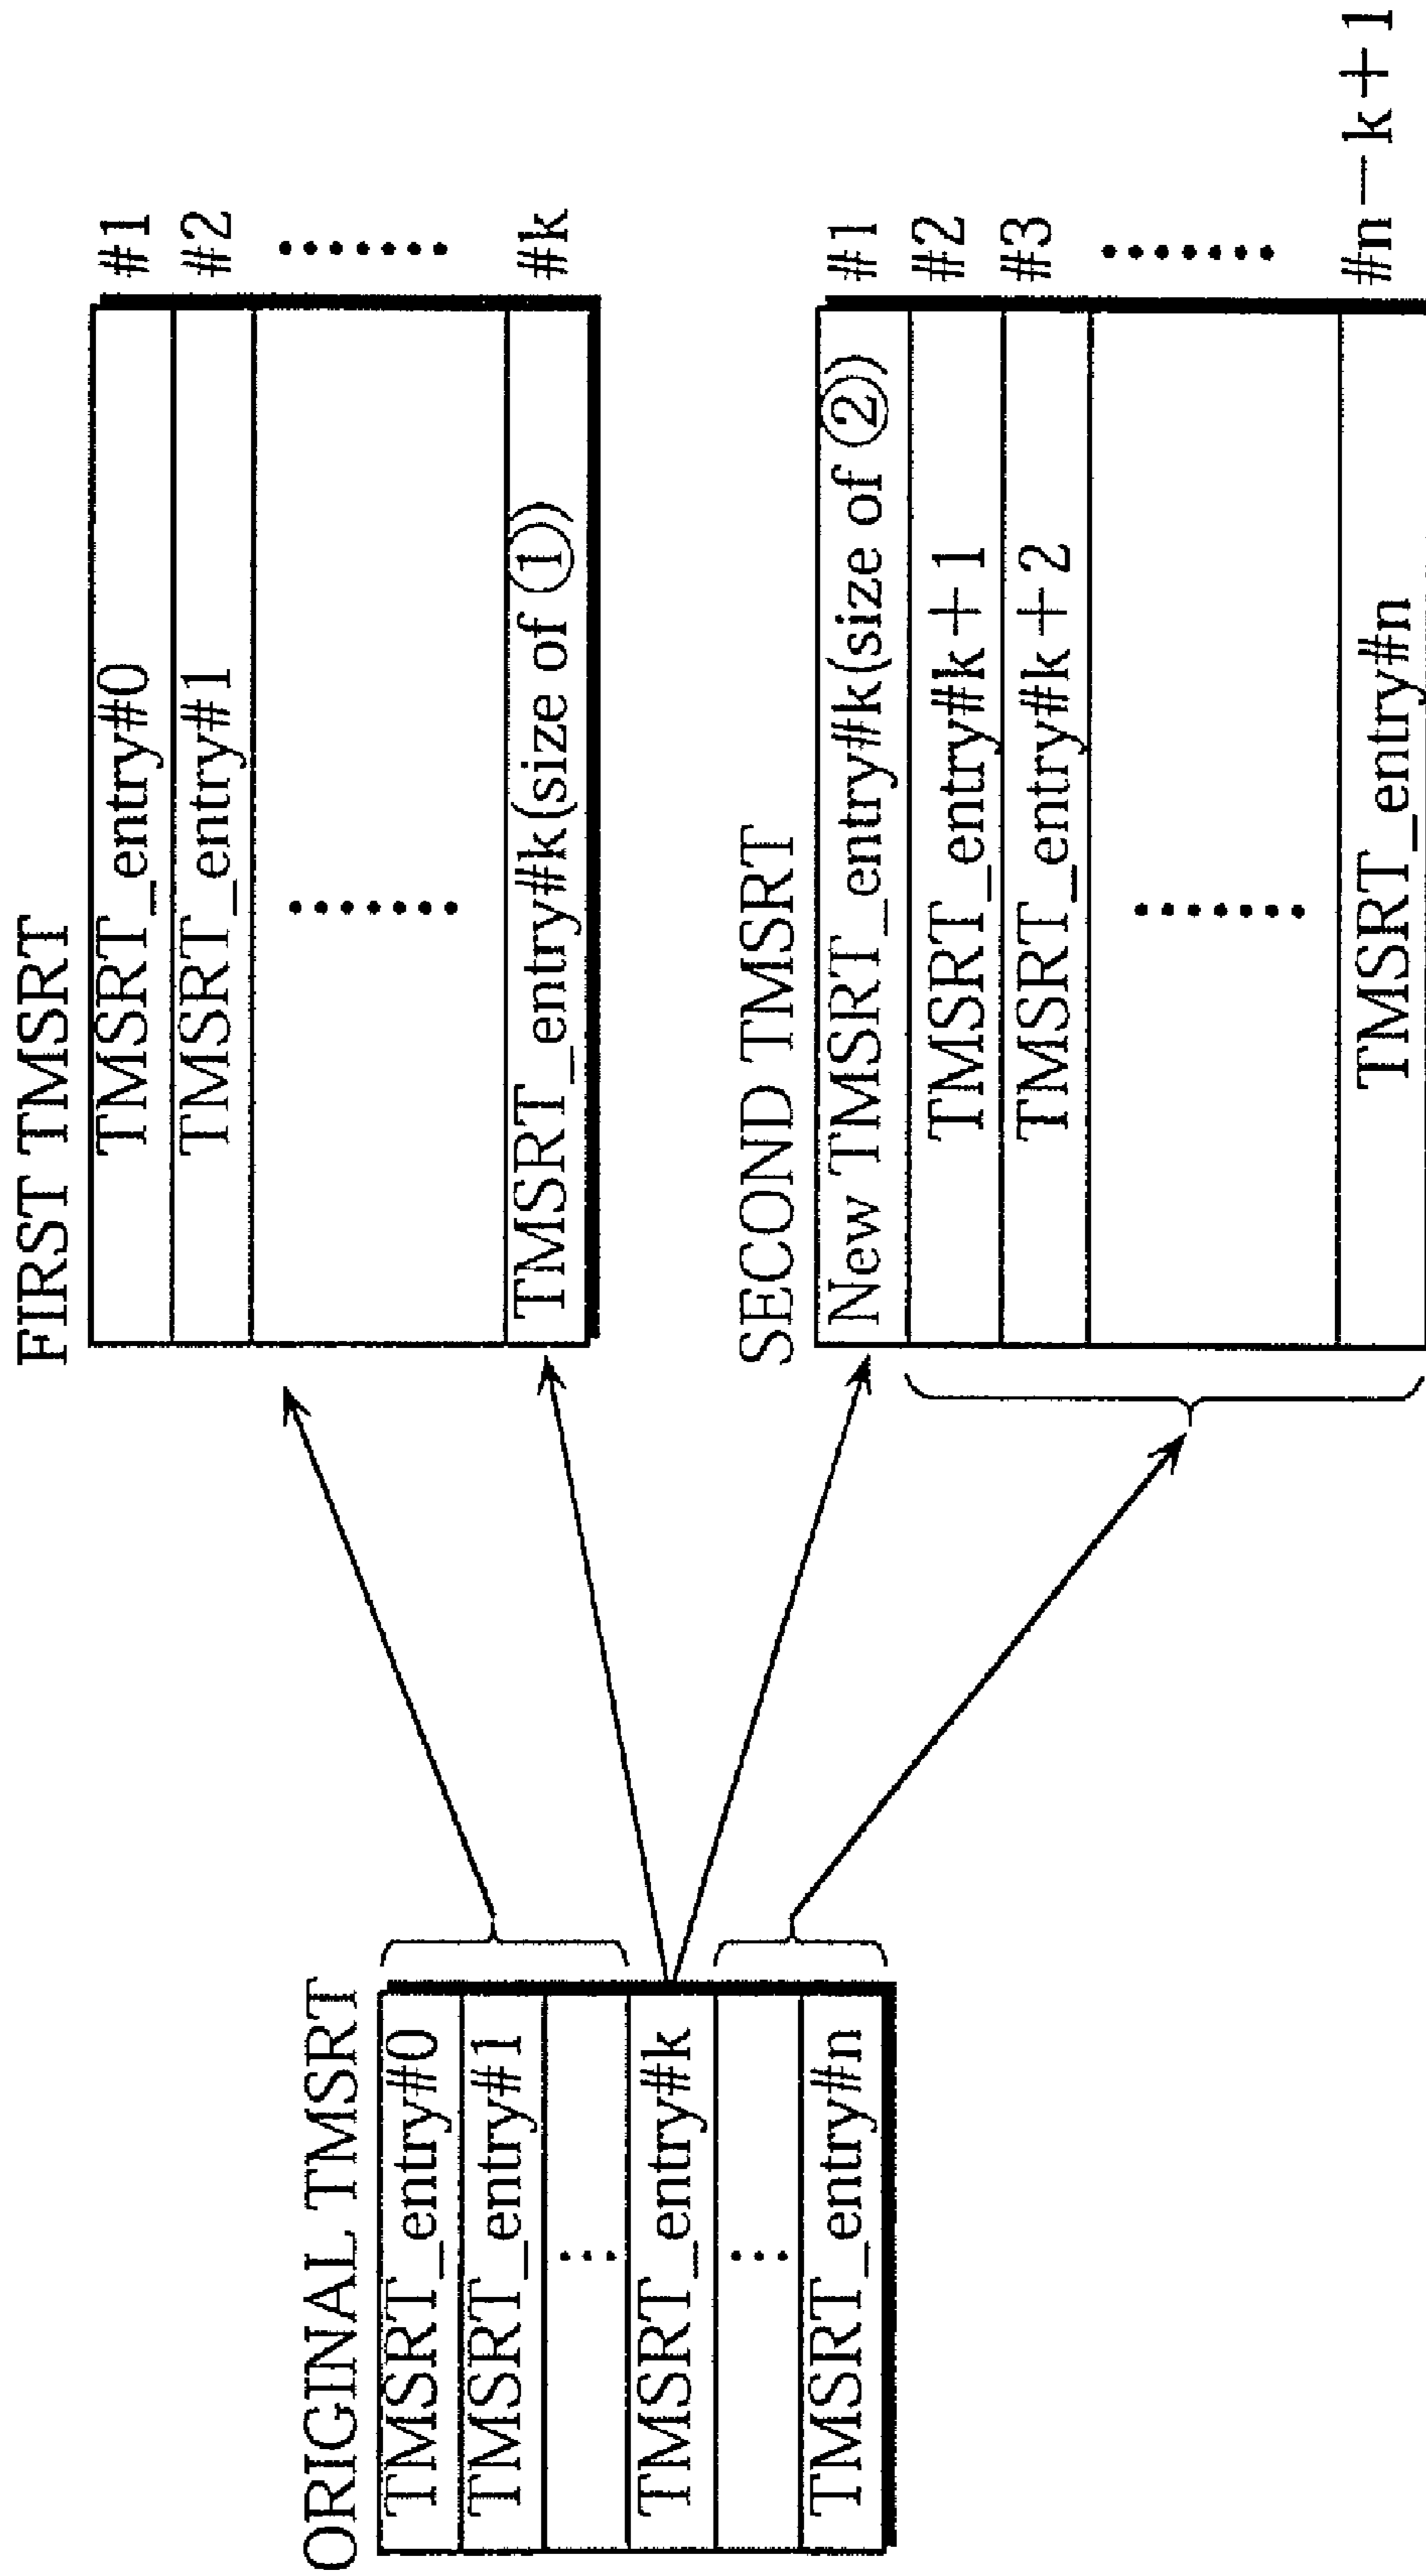 ORIGINAL TMSRT
TMSRT_entry#0
TMSRT_entry#1
...
TMSRT_entry#k
...
TMSRT_entry#n
FIRST TMSRT
TMSRT_entry#0 #1
TMSRT_entry#1 #2
....... .......
TMSRT_entry#k(size of ①) #k
SECOND TMSRT
New TMSRT_entry#k(size of ②)) #1
TMSRT_entry#k+1 #2
TMSRT_entry#k+2 #3
....... .......
TMSRT_entry#n #n-k+1